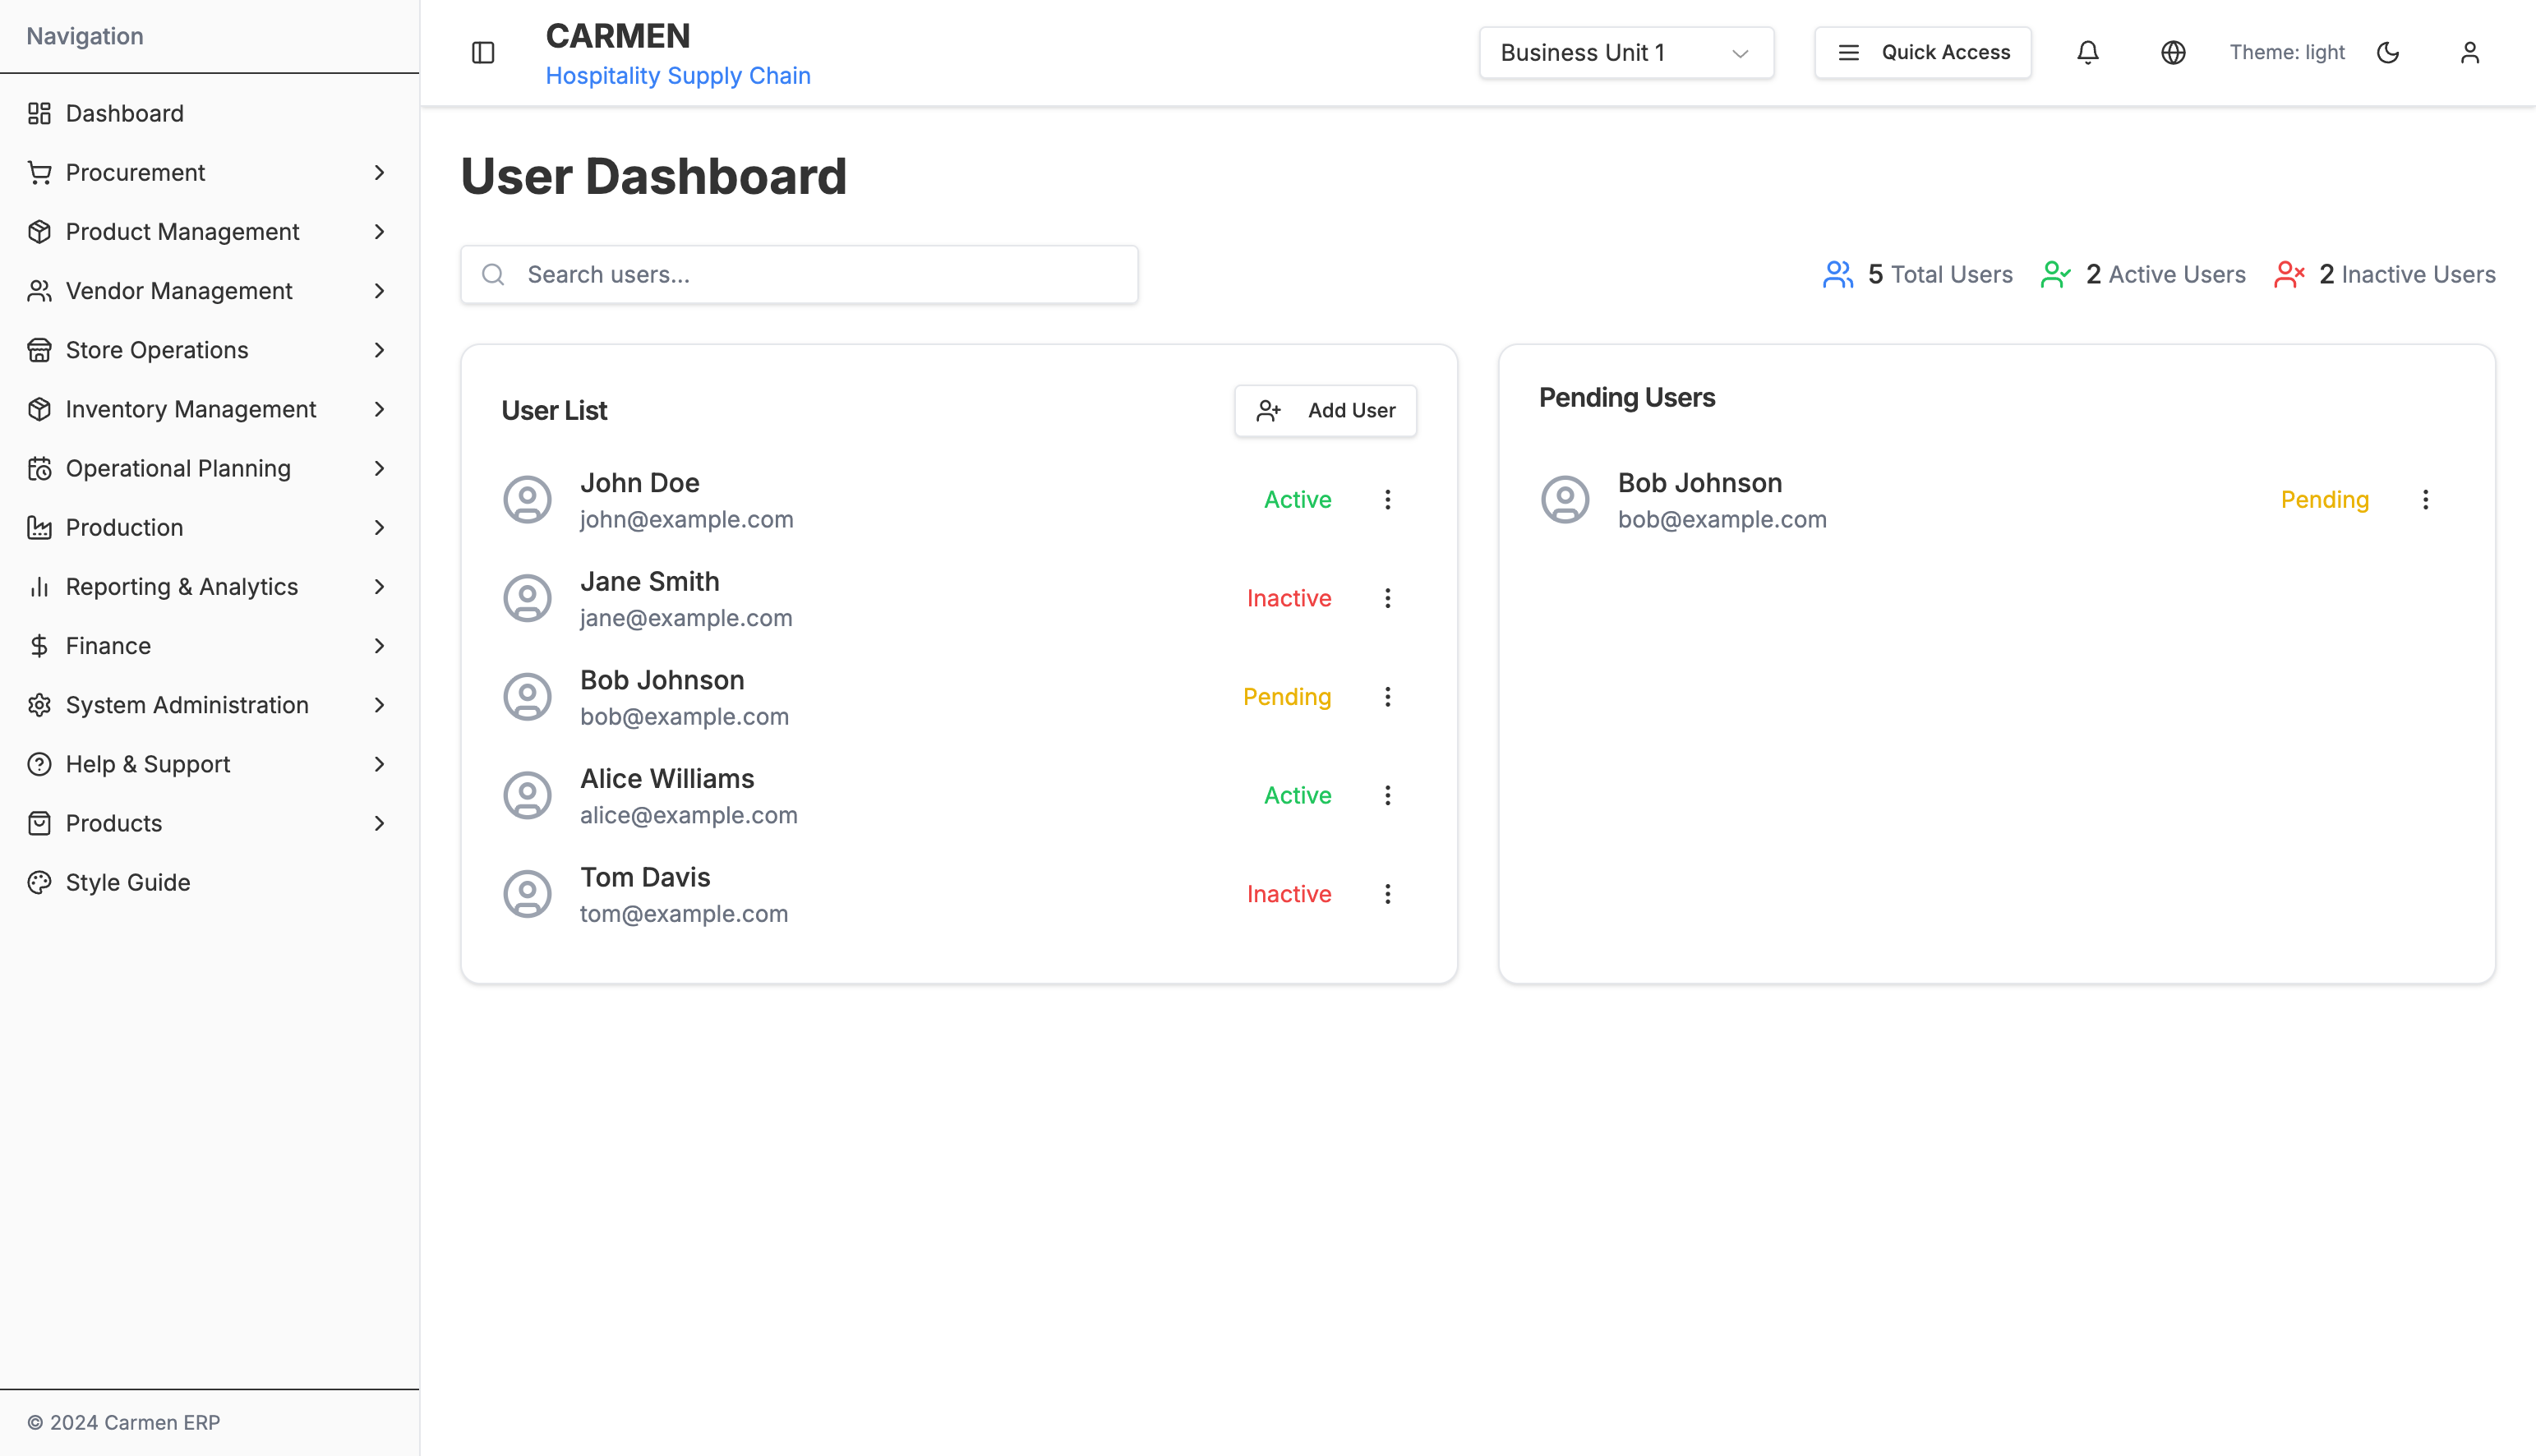 Navigation
Dashboard
Procurement
Product Management
Vendor Management
Store Operations
Inventory Management
Operational Planning
Production
Reporting & Analytics
Finance
System Administration
Help & Support
Products
Style Guide
© 2024 Carmen ERP
CARMEN
Hospitality Supply Chain
Business Unit 1
Quick Access
Theme: light
User Dashboard
Search users...
5 Total Users
2 Active Users
2 Inactive Users
User List
Add User
John Doe
john@example.com
Active
Jane Smith
jane@example.com
Inactive
Bob Johnson
bob@example.com
Pending
Alice Williams
alice@example.com
Active
Tom Davis
tom@example.com
Inactive
Pending Users
Bob Johnson
bob@example.com
Pending